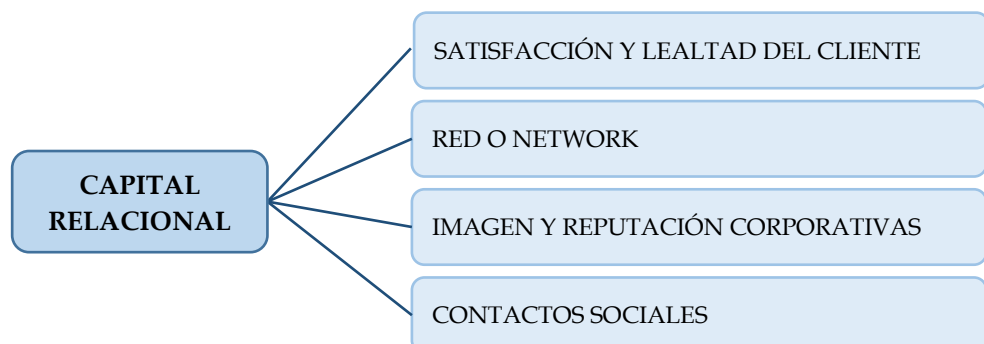 SATISFACCIÓN Y LEALTAD DEL CLIENTE
RED O NETWORK
CAPITAL
RELACIONAL
IMAGEN Y REPUTACIÓN CORPORATIVAS
CONTACTOS SOCIALES